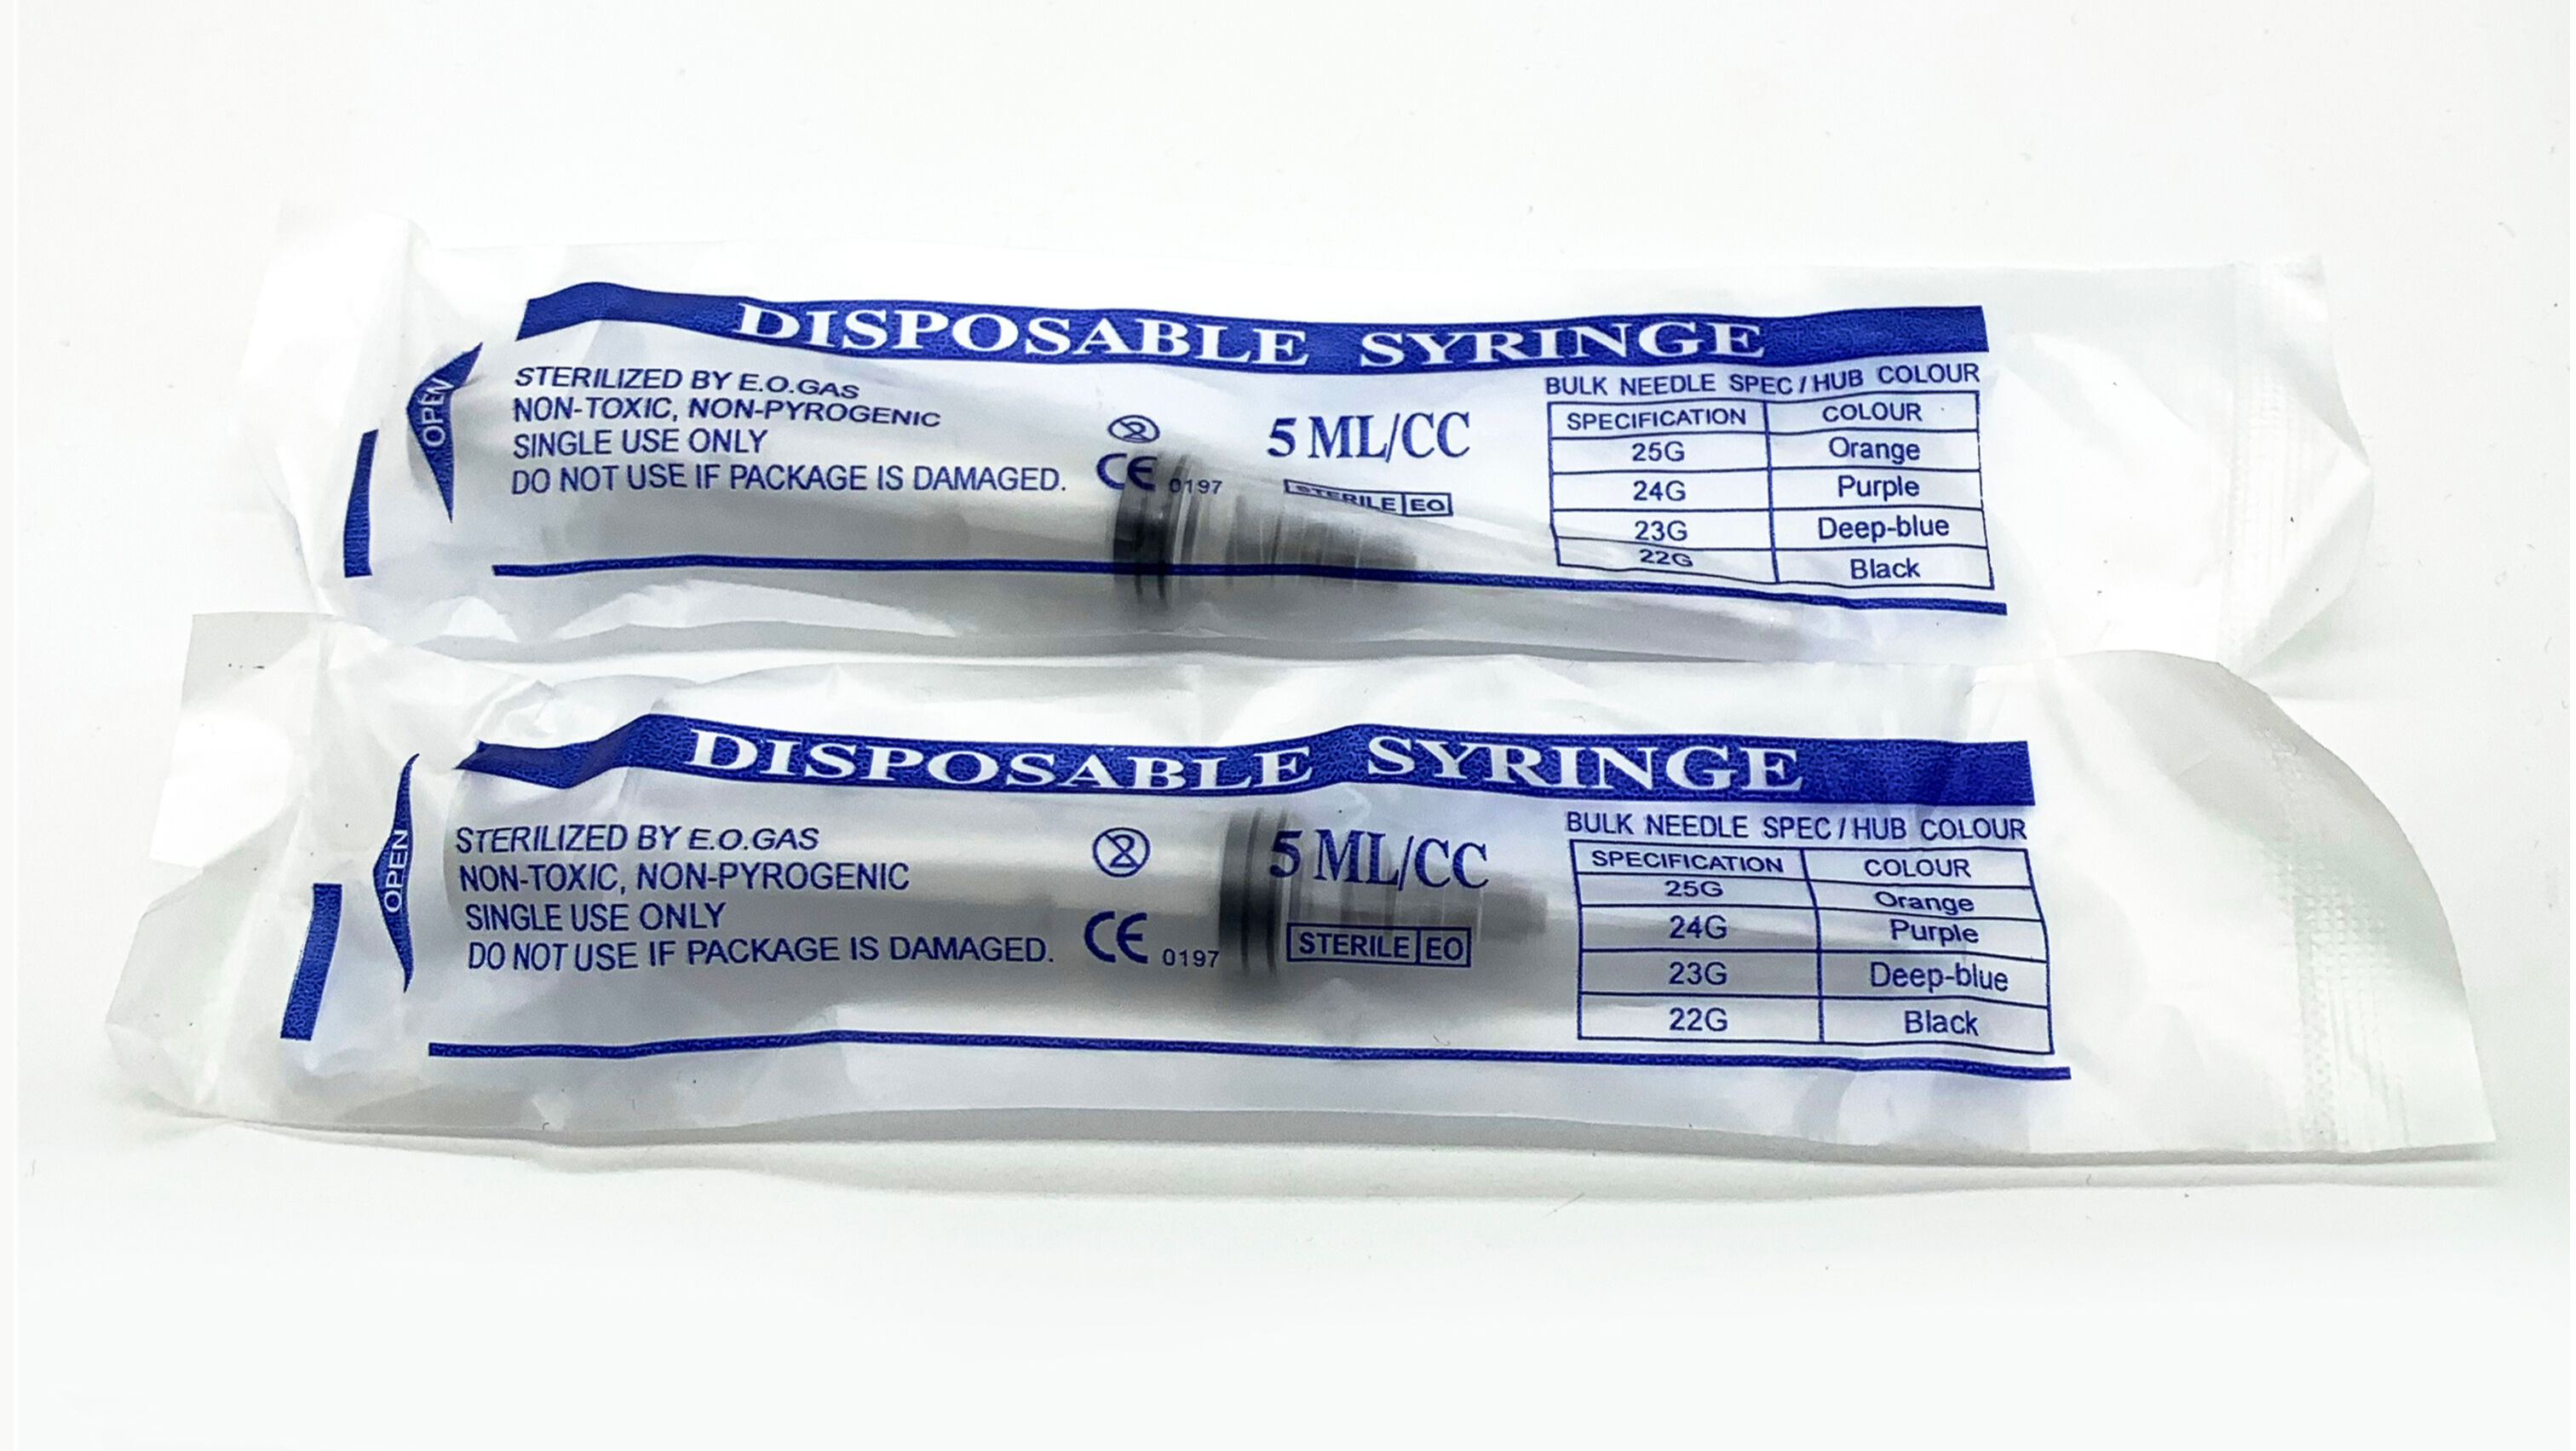 DISPOSABLE SYRINGE
OPEN
STERILIZED BY E.O.GAS
NON-TOXIC, NON-PYROGENIC
SINGLE USE ONLY
DO NOT USE IF PACKAGE IS DAMAGED.
2
CE 0197
5 ML/CC
STERILE EO
BULK NEEDLE SPEC / HUB COLOUR
SPECIFICATION COLOUR
25G Orange
24G Purple
23G Deep-blue
22G Black
DISPOSABLE SYRINGE
OPEN
STERILIZED BY E.O.GAS
NON-TOXIC, NON-PYROGENIC
SINGLE USE ONLY
DO NOT USE IF PACKAGE IS DAMAGED.
2
CE 0197
5 ML/CC
STERILE EO
BULK NEEDLE SPEC / HUB COLOUR
SPECIFICATION COLOUR
25G Orange
24G Purple
23G Deep-blue
22G Black